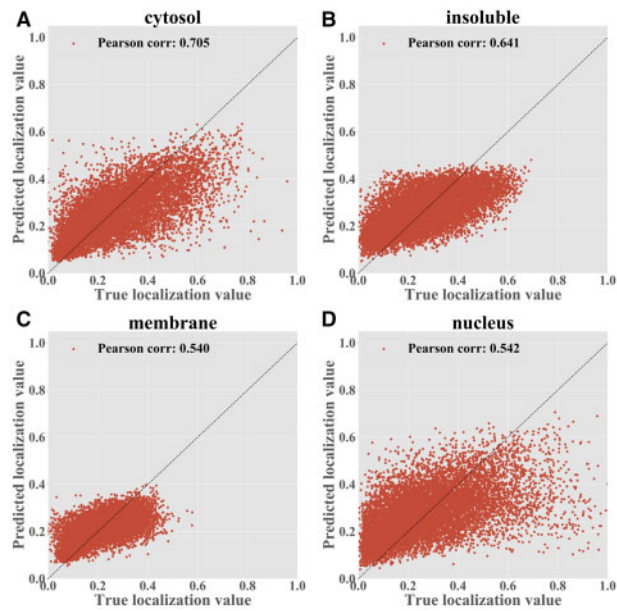 A
cytosol
Pearson corr: 0.705
Predicted localization value
1.0
0.8
0.6
0.4
0.2
0.0
0.0 0.2 0.4 0.6 0.8 1.0
True localization value
B
insoluble
Pearson corr: 0.641
Predicted localization value
1.0
0.8
0.6
0.4
0.2
0.0
0.0 0.2 0.4 0.6 0.8 1.0
True localization value
C
membrane
Pearson corr: 0.540
Predicted localization value
1.0
0.8
0.6
0.4
0.2
0.0
0.0 0.2 0.4 0.6 0.8 1.0
True localization value
D
nucleus
Pearson corr: 0.542
Predicted localization value
1.0
0.8
0.6
0.4
0.2
0.0
0.0 0.2 0.4 0.6 0.8 1.0
True localization value